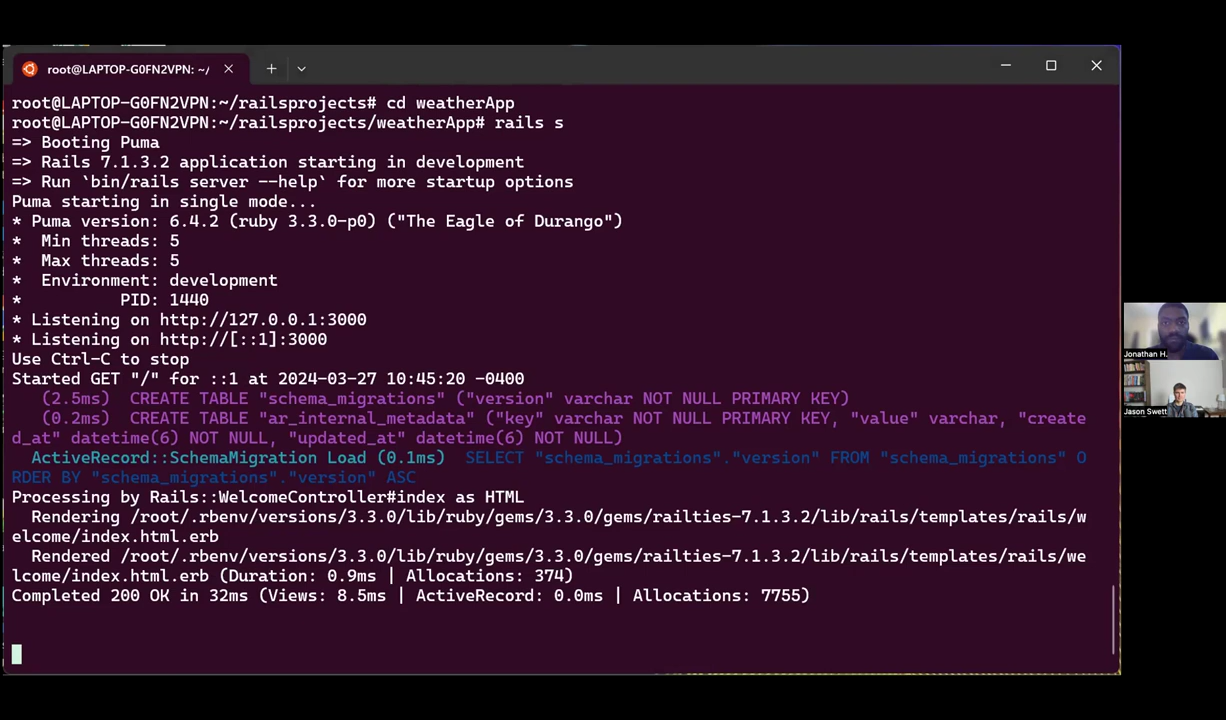 root@LAPTOP-G0FN2VPN: ~/
root@LAPTOP-G0FN2VPN:~/railsprojects# cd weatherApp
root@LAPTOP-G0FN2VPN:~/railsprojects/weatherApp# rails s
=> Booting Puma
=> Rails 7.1.3.2 application starting in development
=> Run `bin/rails server --help` for more startup options
Puma starting in single mode...
* Puma version: 6.4.2 (ruby 3.3.0-p0) ("The Eagle of Durango")
*  Min threads: 5
*  Max threads: 5
*  Environment: development
*          PID: 1440
* Listening on http://127.0.0.1:3000
* Listening on http://[::1]:3000
Use Ctrl-C to stop
Started GET "/" for ::1 at 2024-03-27 10:45:20 -0400
   (2.5ms)  CREATE TABLE "schema_migrations" ("version" varchar NOT NULL PRIMARY KEY)
   (0.2ms)  CREATE TABLE "ar_internal_metadata" ("key" varchar NOT NULL PRIMARY KEY, "value" varchar, "create
d_at" datetime(6) NOT NULL, "updated_at" datetime(6) NOT NULL)
  ActiveRecord::SchemaMigration Load (0.1ms)  SELECT "schema_migrations"."version" FROM "schema_migrations" O
RDER BY "schema_migrations"."version" ASC
Processing by Rails::WelcomeController#index as HTML
  Rendering /root/.rbenv/versions/3.3.0/lib/ruby/gems/3.3.0/gems/railties-7.1.3.2/lib/rails/templates/rails/w
elcome/index.html.erb
  Rendered /root/.rbenv/versions/3.3.0/lib/ruby/gems/3.3.0/gems/railties-7.1.3.2/lib/rails/templates/rails/we
lcome/index.html.erb (Duration: 0.9ms | Allocations: 374)
Completed 200 OK in 32ms (Views: 8.5ms | ActiveRecord: 0.0ms | Allocations: 7755)
Jonathan H.
Jason Swett